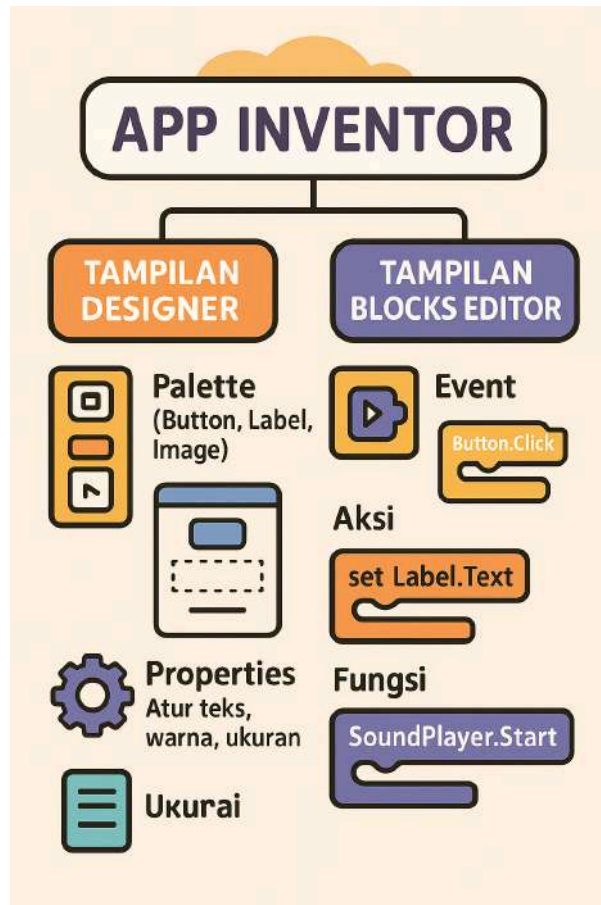 APP INVENTOR
TAMPILAN
DESIGNER
Palette
(Button, Label,
Image)
Properties
Atur teks,
warna, ukuran
Uкurai
TAMPILAN
BLOCKS EDITOR
Event
Button.Click
Aksi
set Label.Text
Fungsi
SoundPlayer.Start